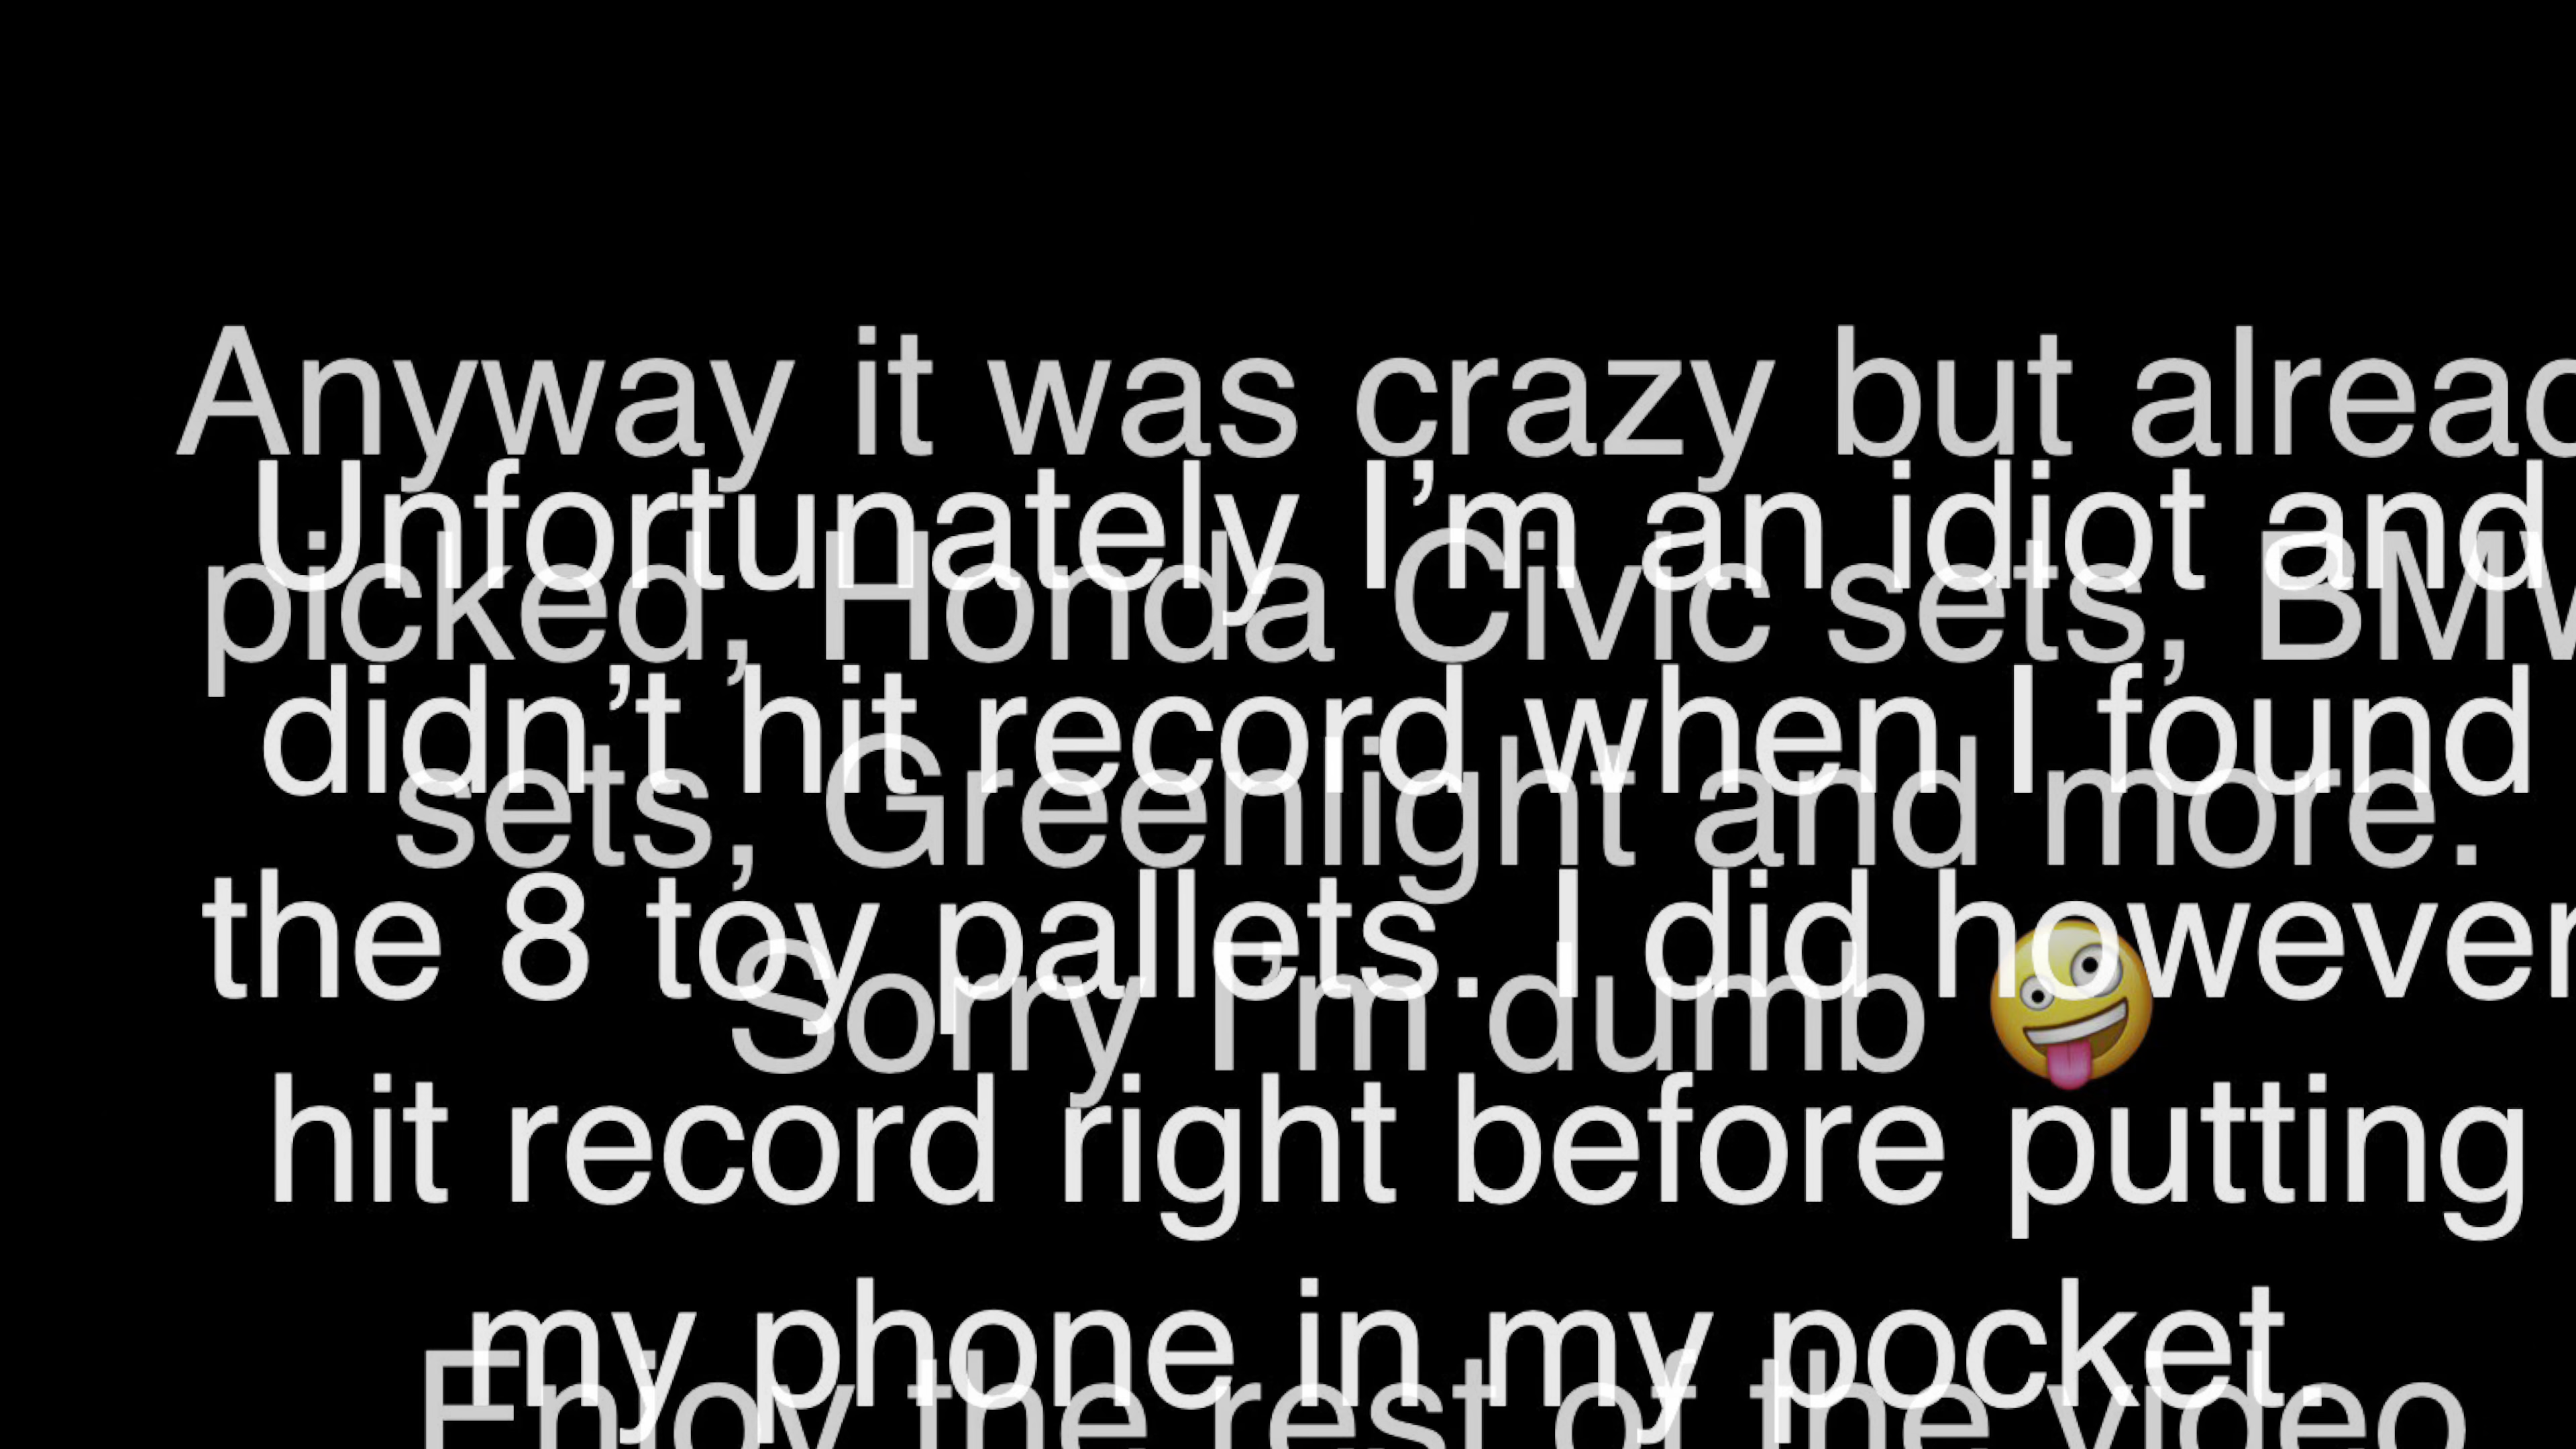 Anyway it was crazy but alread
picked, Honda Civic sets, BMW
sets, Greenlight and more.
Sorry I’m dumb 🤪
Enjoy the rest of the video
Unfortunately I’m an idiot and
didn’t hit record when I found
the 8 toy pallets. I did however
hit record right before putting
my phone in my pocket.